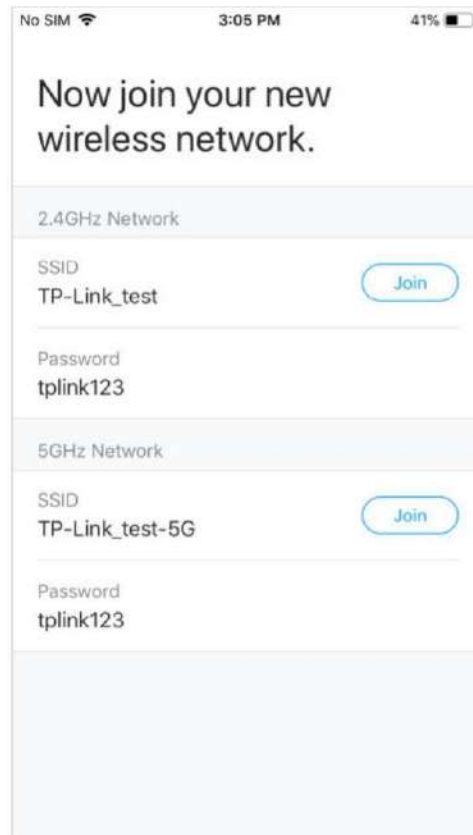 No SIM 3:05 PM 41%
Now join your new
wireless network.
2.4GHz Network
SSID
TP-Link_test
Join
Password
tplink123
5GHz Network
SSID
TP-Link_test-5G
Join
Password
tplink123